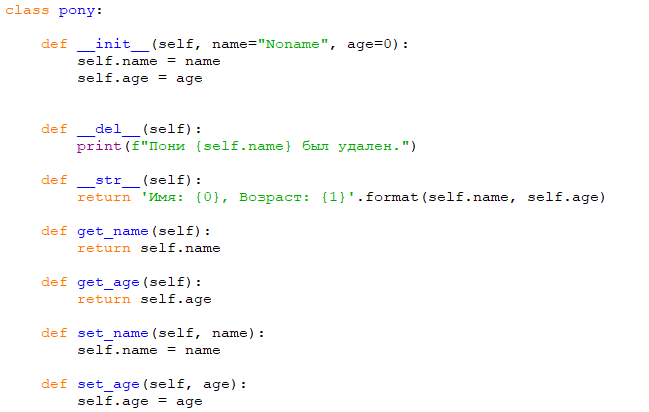 class pony:
    def __init__(self, name="Noname", age=0):
        self.name = name
        self.age = age
    def __del__(self):
        print(f"Пони {self.name} был удален.")
    def __str__(self):
        return 'Имя: {0}, Возраст: {1}'.format(self.name, self.age)
    def get_name(self):
        return self.name
    def get_age(self):
        return self.age
    def set_name(self, name):
        self.name = name
    def set_age(self, age):
        self.age = age